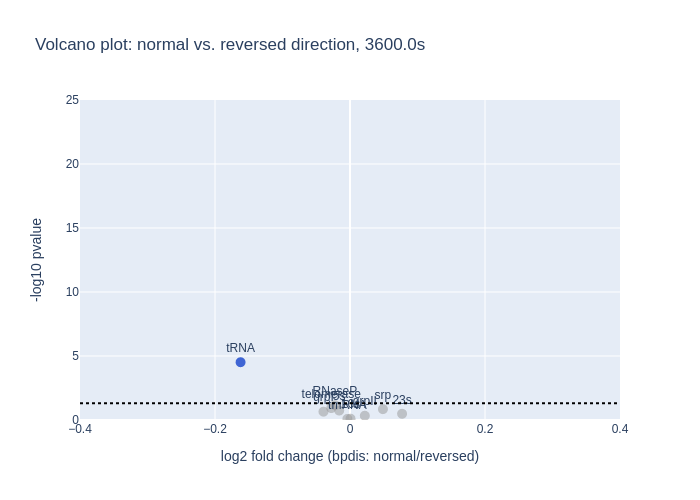 Volcano plot: normal vs. reversed direction, 3600.0s
25
20
15
10
5
0
-log10 pvalue
tRNA
RNaseP
telomerase
srp
23s
−0.4
−0.2
0
0.2
0.4
log2 fold change (bpdis: normal/reversed)